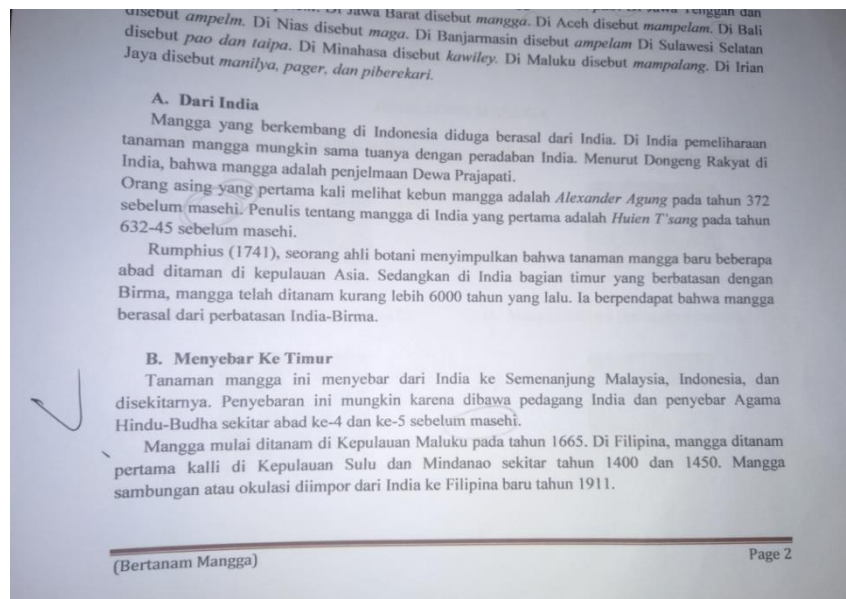 disebut ampelm. Di Nias disebut maga. Di Jawa Barat disebut mangga. Di Aceh disebut mampelam. Di Bali
disebut pao dan taipa. Di Minahasa disebut kawiley. Di Banjarmasin disebut ampelam Di Sulawesi Selatan
Jaya disebut manilya, pager, dan piberekari. Di Maluku disebut mampalang. Di Irian
A. Dari India
Mangga yang berkembang di Indonesia diduga berasal dari India. Di India pemeliharaan
tanaman mangga mungkin sama tuanya dengan peradaban India. Menurut Dongeng Rakyat di
India, bahwa mangga adalah penjelmaan Dewa Prajapati.
Orang asing yang pertama kali melihat kebun mangga adalah Alexander Agung pada tahun 372
sebelum masehi. Penulis tentang mangga di India yang pertama adalah Huien T'sang pada tahun
632-45 sebelum masehi.
Rumphius (1741), seorang ahli botani menyimpulkan bahwa tanaman mangga baru beberapa
abad ditaman di kepulauan Asia. Sedangkan di India bagian timur yang berbatasan dengan
Birma, mangga telah ditanam kurang lebih 6000 tahun yang lalu. Ia berpendapat bahwa mangga
berasal dari perbatasan India-Birma.
B. Menyebar Ke Timur
Tanaman mangga ini menyebar dari India ke Semenanjung Malaysia, Indonesia, dan
disekitarnya. Penyebaran ini mungkin karena dibawa pedagang India dan penyebar Agama
Hindu-Budha sekitar abad ke-4 dan ke-5 sebelum masehi.
Mangga mulai ditanam di Kepulauan Maluku pada tahun 1665. Di Filipina, mangga ditanam
pertama kalli di Kepulauan Sulu dan Mindanao sekitar tahun 1400 dan 1450. Mangga
sambungan atau okulasi diimpor dari India ke Filipina baru tahun 1911.
(Bertanam Mangga)
Page 2